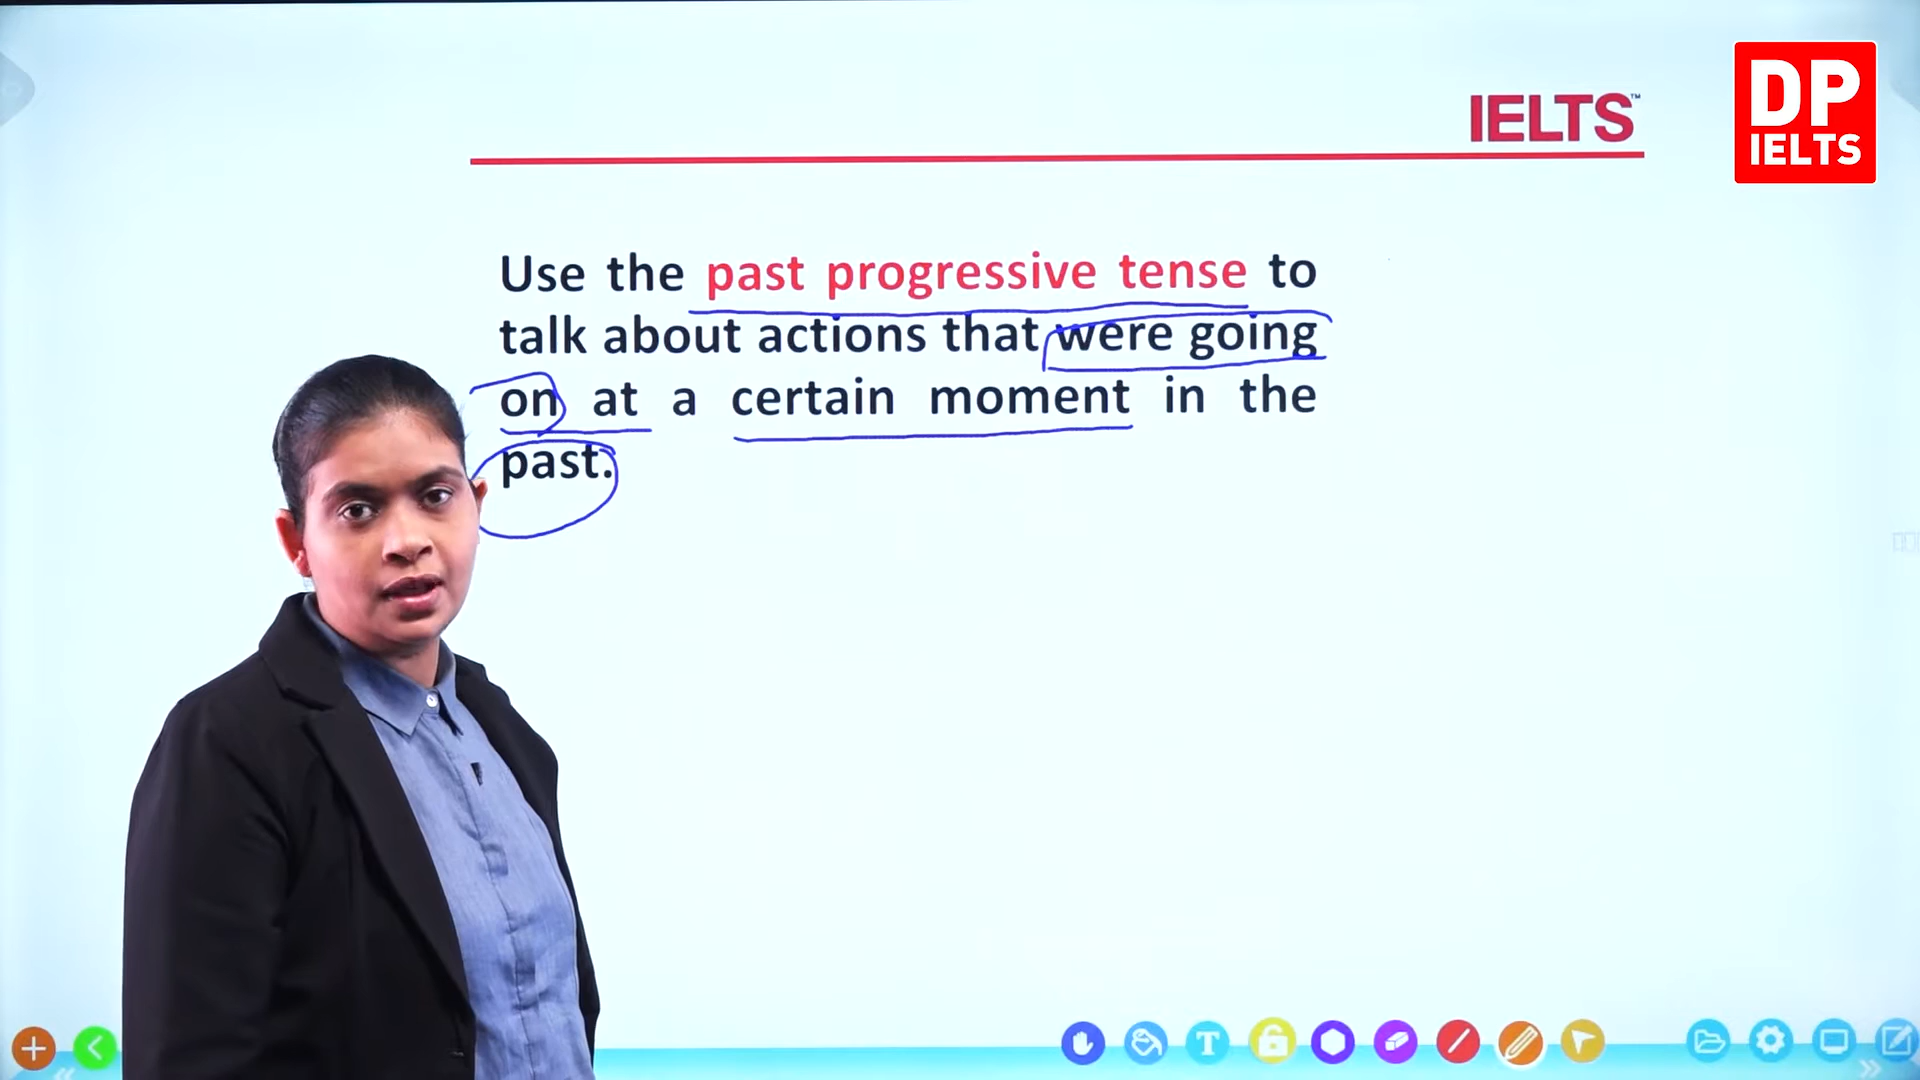 IELTS™
DP
IELTS
Use the past progressive tense to
talk about actions that were going
on at a certain moment in the
past.
T